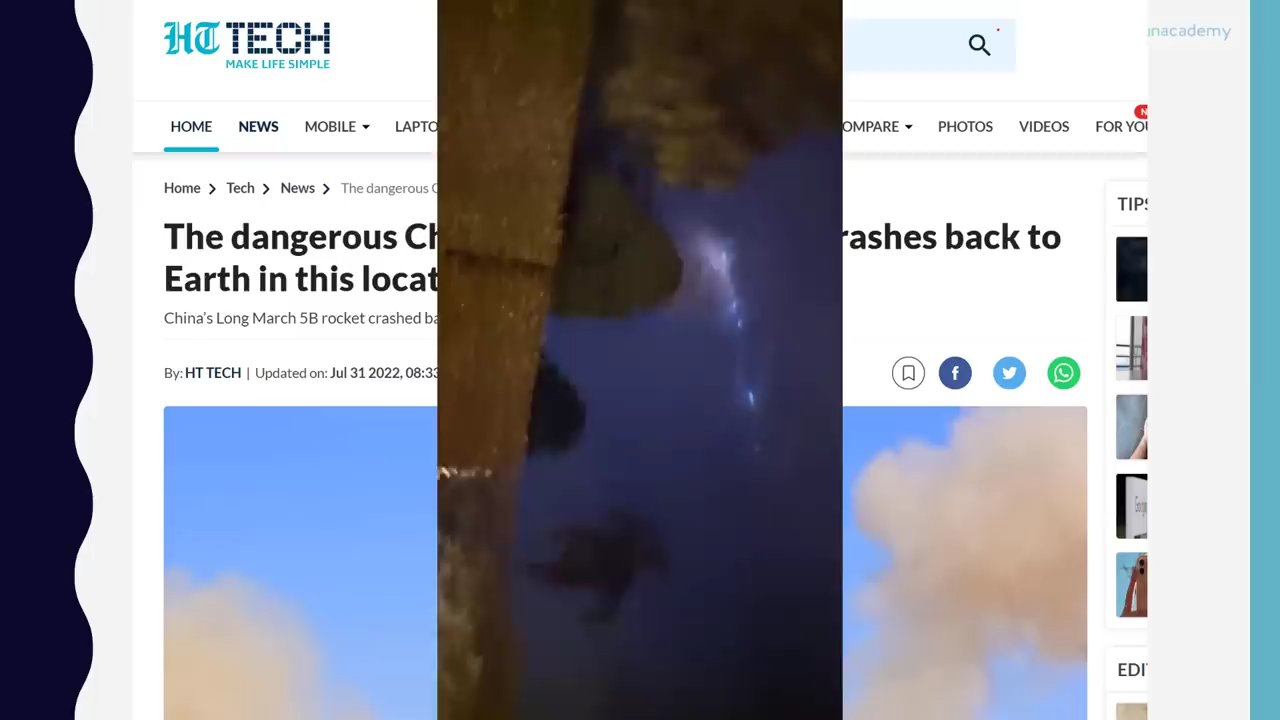 HT TECH
MAKE LIFE SIMPLE
unacademy
HOME NEWS MOBILE LAPTO OMPARE PHOTOS VIDEOS FOR YOU
Home Tech News The dangerous C
TIPS
The dangerous Ch rashes back to
Earth in this locat
China's Long March 5B rocket crashed ba
By: HT TECH | Updated on: Jul 31 2022, 08:33
EDI